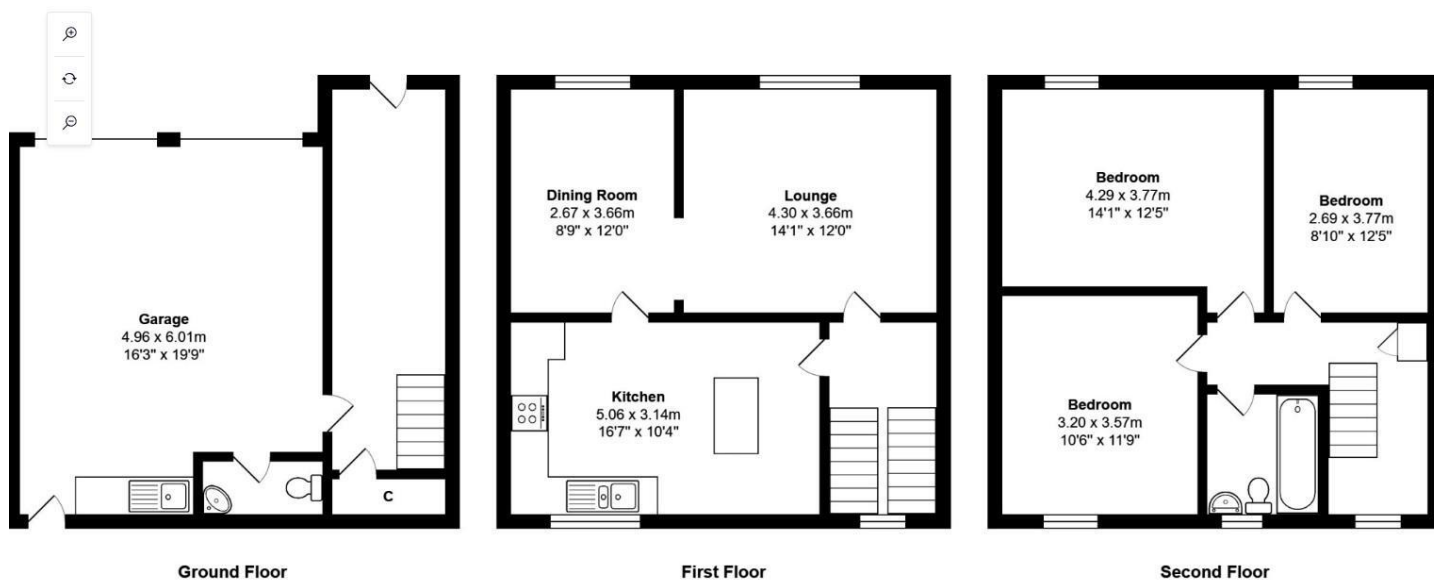 Garage
4.96 x 6.01m
16'3" x 19'9"
C
Ground Floor
Dining Room
2.67 x 3.66m
8'9" x 12'0"
Lounge
4.30 x 3.66m
14'1" x 12'0"
Kitchen
5.06 x 3.14m
16'7" x 10'4"
First Floor
Bedroom
4.29 x 3.77m
14'1" x 12'5"
Bedroom
2.69 x 3.77m
8'10" x 12'5"
Bedroom
3.20 x 3.57m
10'6" x 11'9"
Second Floor